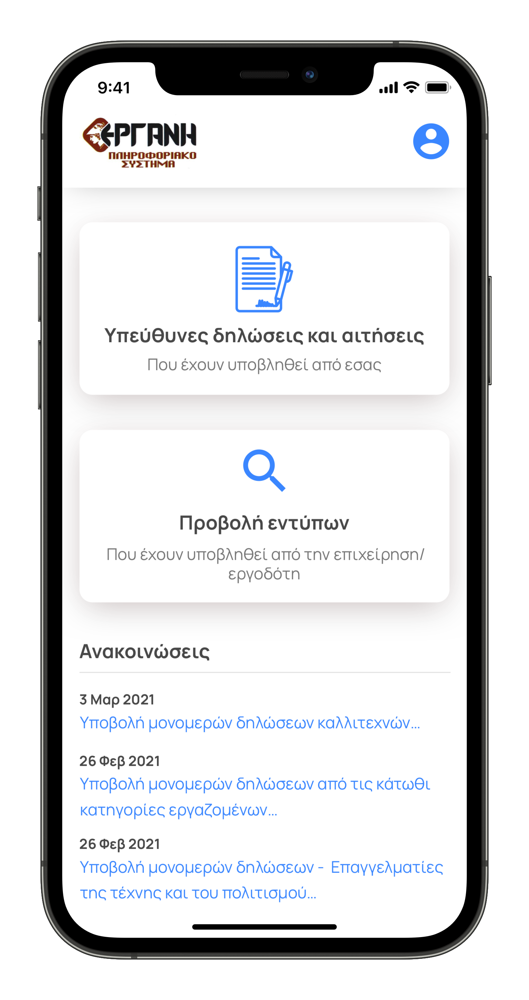 9:41
ΕΡΓΑΝΗ
ΠΛΗΡΟΦΟΡΙΑΚΟ
ΣΥΣΤΗΜΑ
Υπεύθυνες δηλώσεις και αιτήσεις
Που έχουν υποβληθεί από εσας
Προβολή εντύπων
Που έχουν υποβληθεί από την επιχείρηση/
εργοδότη
Ανακοινώσεις
3 Μαρ 2021
Υποβολή μονομερών δηλώσεων καλλιτεχνών...
26 Φεβ 2021
Υποβολή μονομερών δηλώσεων από τις κάτωθι
κατηγορίες εργαζομένων...
26 Φεβ 2021
Υποβολή μονομερών δηλώσεων -  Επαγγελματίες
της τέχνης και του πολιτισμού...